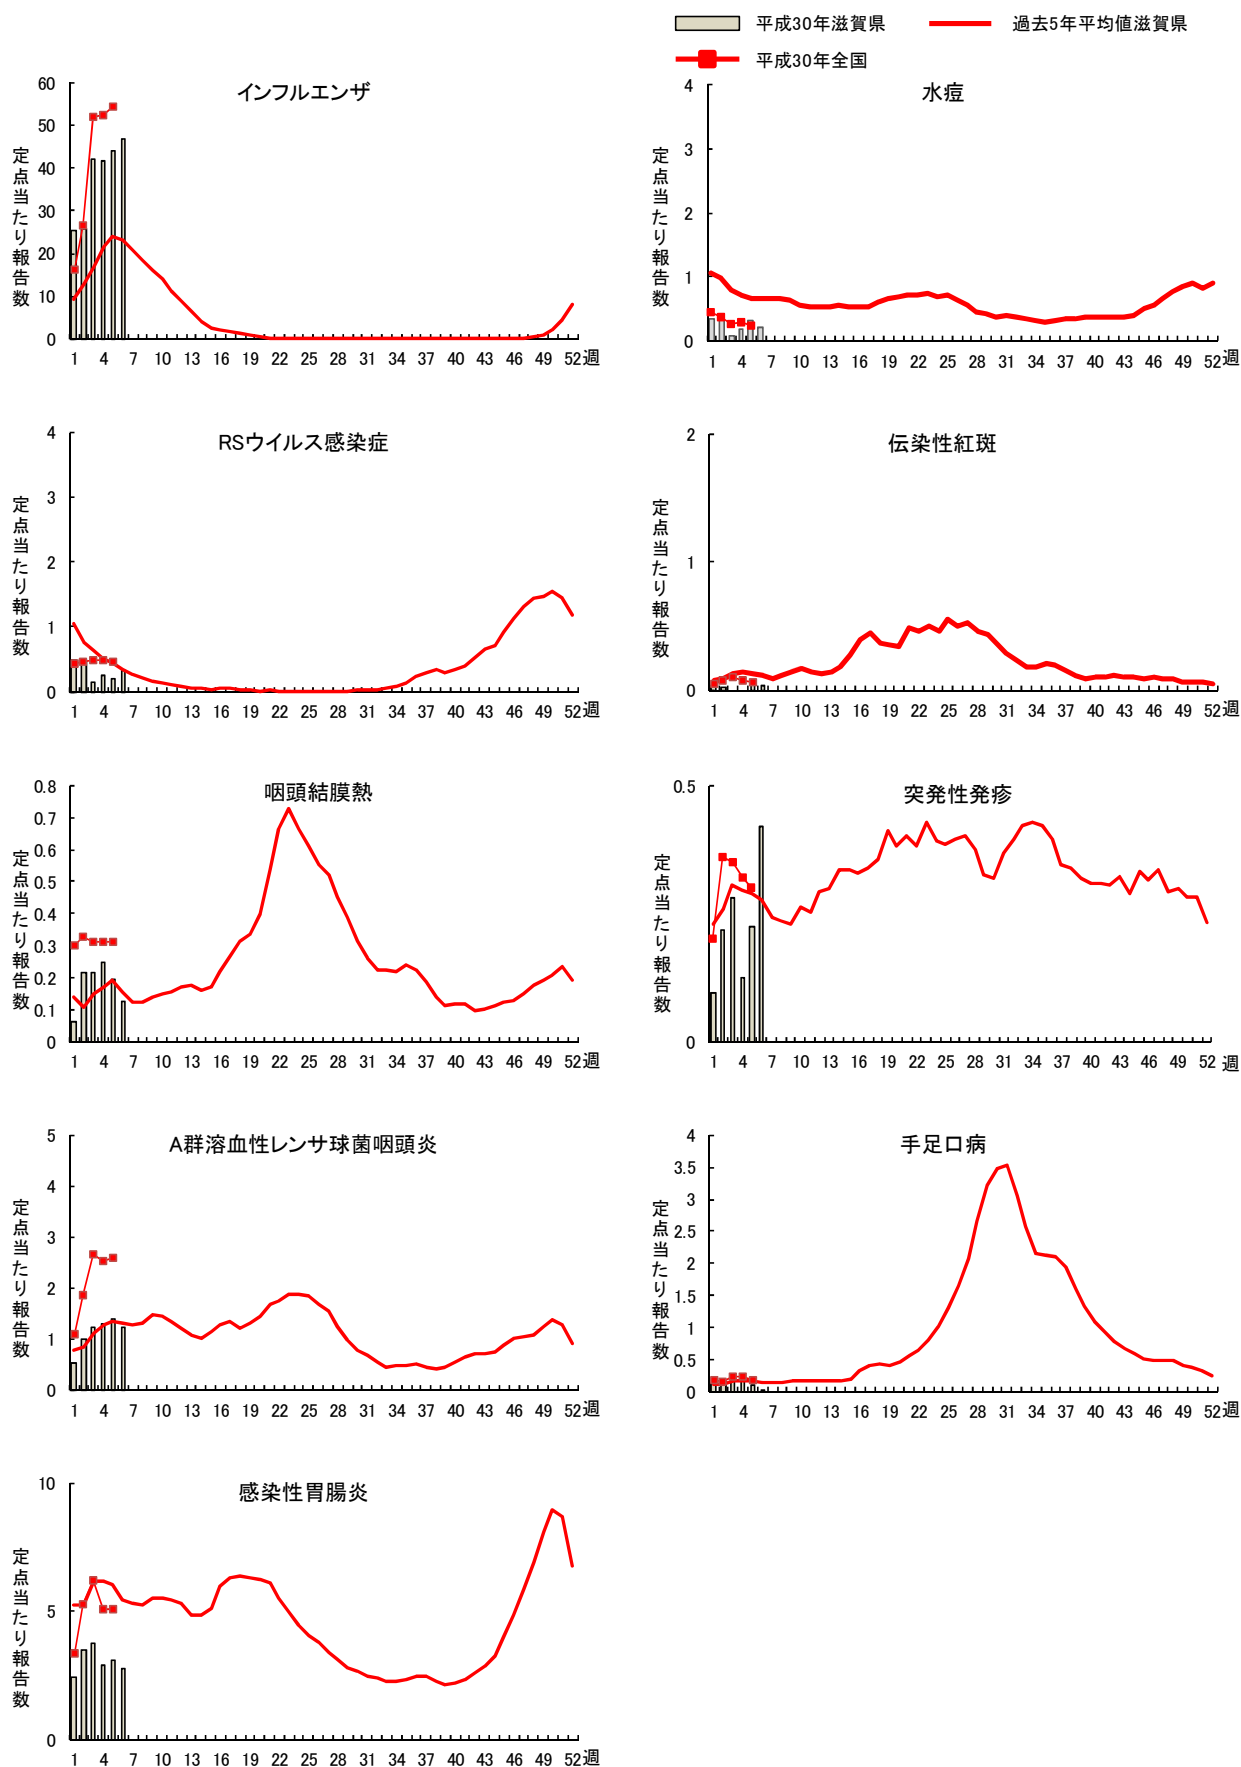 平成30年滋賀県
過去5年平均値滋賀県
平成30年全国
インフルエンザ
定点当たり報告数
60
50
40
30
20
10
0
1 4 7 10 13 16 19 22 25 28 31 34 37 40 43 46 49 52週
水痘
定点当たり報告数
4
3
2
1
0
1 4 7 10 13 16 19 22 25 28 31 34 37 40 43 46 49 52週
RSウイルス感染症
定点当たり報告数
4
3
2
1
0
1 4 7 10 13 16 19 22 25 28 31 34 37 40 43 46 49 52週
伝染性紅斑
定点当たり報告数
2
1
0
1 4 7 10 13 16 19 22 25 28 31 34 37 40 43 46 49 52週
咽頭結膜熱
定点当たり報告数
0.8
0.7
0.6
0.5
0.4
0.3
0.2
0.1
0
1 4 7 10 13 16 19 22 25 28 31 34 37 40 43 46 49 52週
突発性発疹
定点当たり報告数
0.5
0
1 4 7 10 13 16 19 22 25 28 31 34 37 40 43 46 49 52週
A群溶血性レンサ球菌咽頭炎
定点当たり報告数
5
4
3
2
1
0
1 4 7 10 13 16 19 22 25 28 31 34 37 40 43 46 49 52週
手足口病
定点当たり報告数
4
3.5
3
2.5
2
1.5
1
0.5
0
1 4 7 10 13 16 19 22 25 28 31 34 37 40 43 46 49 52週
感染性胃腸炎
定点当たり報告数
10
5
0
1 4 7 10 13 16 19 22 25 28 31 34 37 40 43 46 49 52週